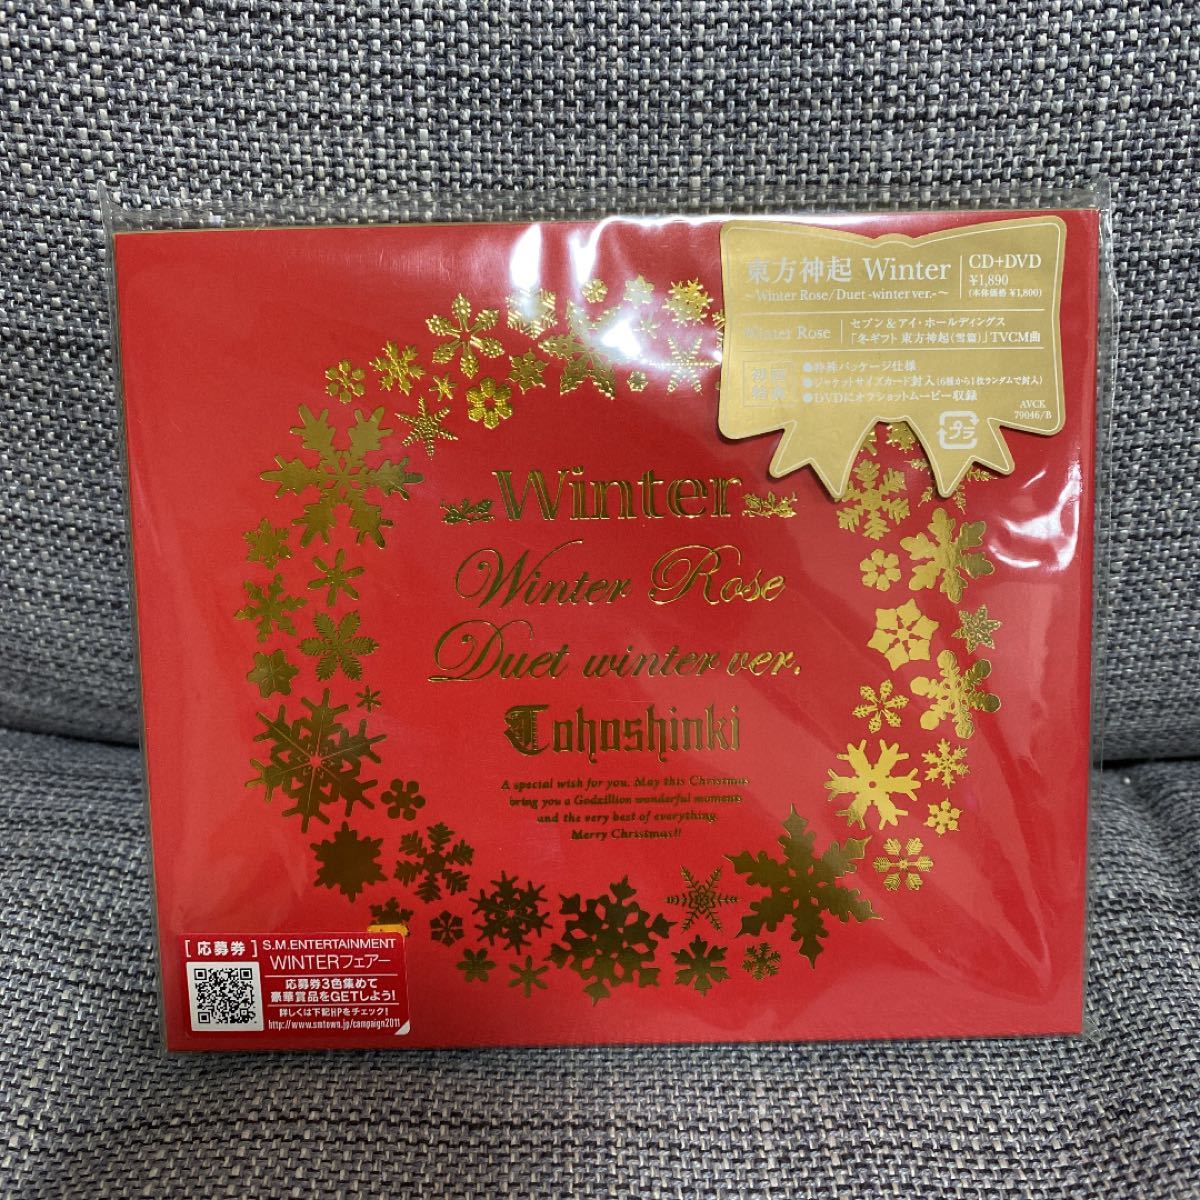 東方神起 Winter
~Winter Rose/Duet -winter ver.-~
CD+DVD
¥1,890
(本体価格 ¥1,800)
Winter Rose
セブン&アイ・ホールディングス
「冬ギフト 東方神起(雪篇)」TVCM曲
初回
特典
●特殊パッケージ仕様
●ジャケットサイズカード封入(6種から1枚ランダムで封入)
●DVDにオフショットムービー収録
AVCK
79046/B
プラ
Winter
Winter Rose
Duet winter ver.
Tohoshinki
A special wish for you. May this Christmas
bring you a Godzillion wonderful moments
and the very best of everything.
Merry Christmas!!
[応募券]
S.M.ENTERTAINMENT
WINTERフェアー
応募券3色集めて
豪華賞品をGETしよう!
詳しくは下記HPをチェック!
http://www.smtown.jp/campaign2011